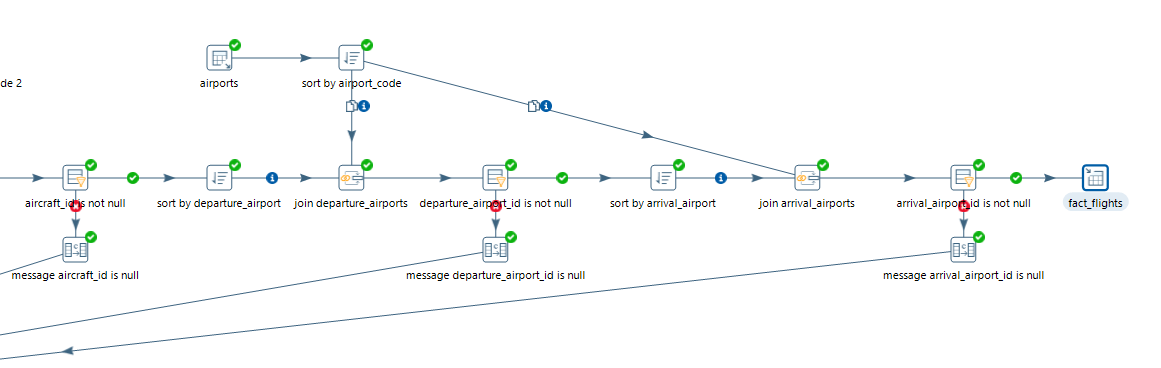 airports
sort by airport_code
de 2
aircraft_id is not null
sort by departure_airport
join departure_airports
departure_airport_id is not null
sort by arrival_airport
join arrival_airports
arrival_airport_id is not null
fact_flights
message aircraft_id is null
message departure_airport_id is null
message arrival_airport_id is null